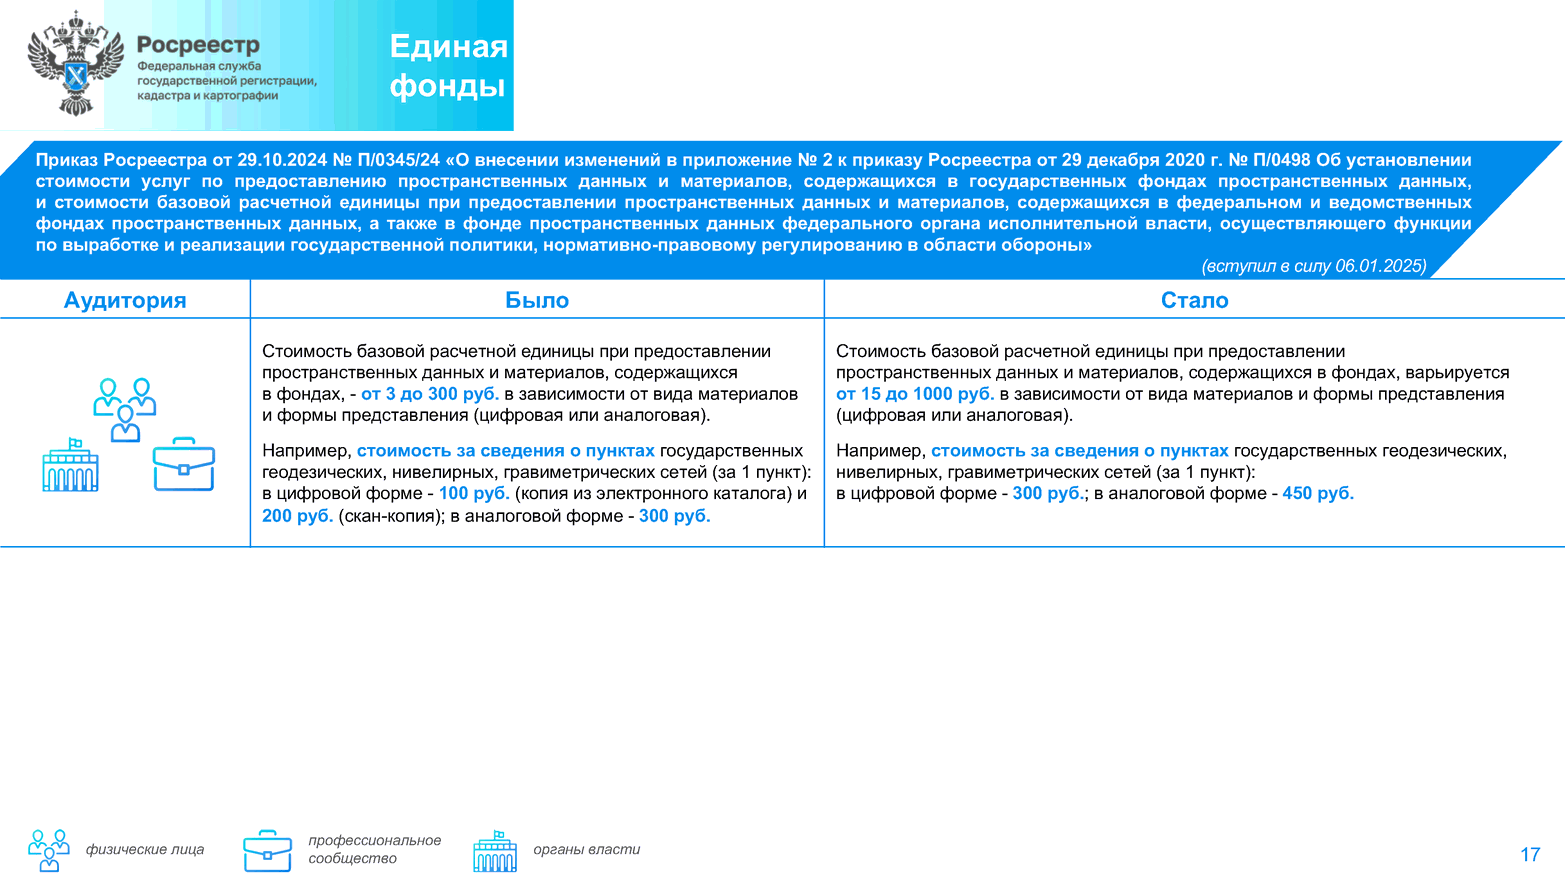 Росреестр
Федеральная служба
государственной регистрации,
кадастра и картографии
Единая
фонды
Приказ Росреестра от 29.10.2024 № П/0345/24 «О внесении изменений в приложение № 2 к приказу Росреестра от 29 декабря 2020 г. № П/0498 Об установлении
стоимости услуг по предоставлению пространственных данных и материалов, содержащихся в государственных фондах пространственных данных,
и стоимости базовой расчетной единицы при предоставлении пространственных данных и материалов, содержащихся в федеральном и ведомственных
фондах пространственных данных, а также в фонде пространственных данных федерального органа исполнительной власти, осуществляющего функции
по выработке и реализации государственной политики, нормативно-правовому регулированию в области обороны»
(вступил в силу 06.01.2025)
Аудитория
Было
Стало
Стоимость базовой расчетной единицы при предоставлении
пространственных данных и материалов, содержащихся
в фондах, - от 3 до 300 руб. в зависимости от вида материалов
и формы представления (цифровая или аналоговая).
Например, стоимость за сведения о пунктах государственных
геодезических, нивелирных, гравиметрических сетей (за 1 пункт):
в цифровой форме - 100 руб. (копия из электронного каталога) и
200 руб. (скан-копия); в аналоговой форме - 300 руб.
Стоимость базовой расчетной единицы при предоставлении
пространственных данных и материалов, содержащихся в фондах, варьируется
от 15 до 1000 руб. в зависимости от вида материалов и формы представления
(цифровая или аналоговая).
Например, стоимость за сведения о пунктах государственных геодезических,
нивелирных, гравиметрических сетей (за 1 пункт):
в цифровой форме - 300 руб.; в аналоговой форме - 450 руб.
физические лица
профессиональное
сообщество
органы власти
17